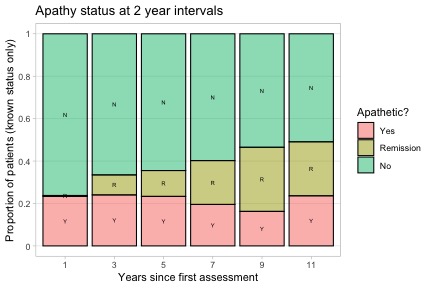 Apathy status at 2 year intervals
Proportion of patients (known status only)
1
0.8
0.6
0.4
0.2
0
N
R
Y
N
R
Y
N
R
Y
N
R
Y
N
R
Y
N
R
Y
1 3 5 7 9 11
Years since first assessment
Apathetic?
Yes
Remission
No